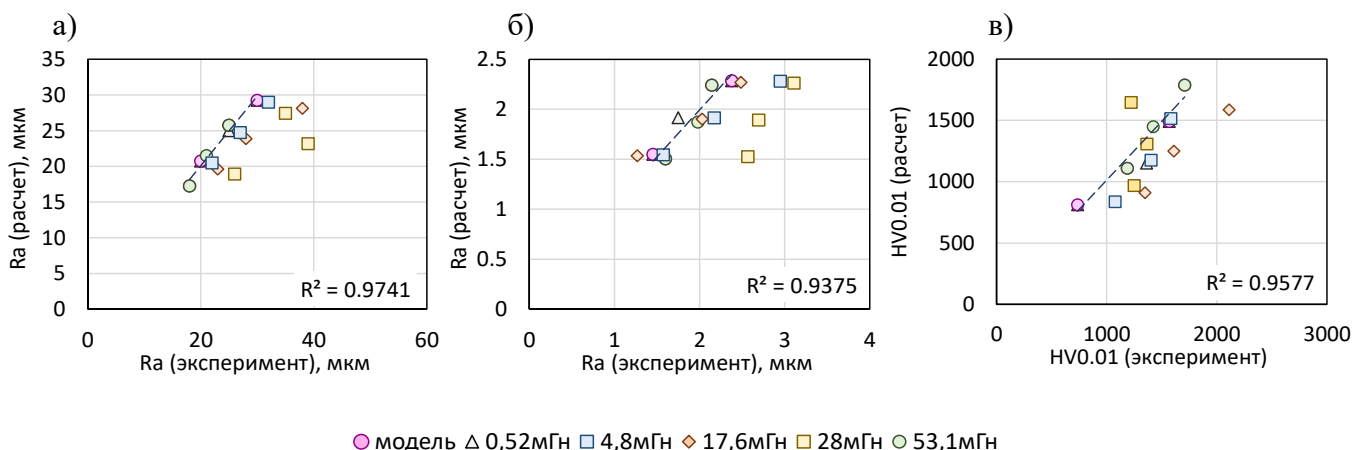 а)
35
30
25
20
15
10
5
0
Ra (расчет), мкм
R² = 0.9741
0 20 40 60
Ra (эксперимент), мкм
б)
2.5
2
1.5
1
0.5
0
Ra (расчет), мкм
R² = 0.9375
0 1 2 3 4
Ra (эксперимент), мкм
в)
2000
1500
1000
500
0
HV0.01 (расчет)
R² = 0.9577
0 1000 2000 3000
HV0.01 (эксперимент)
модель 0,52мГн 4,8мГн 17,6мГн 28мГн 53,1мГн